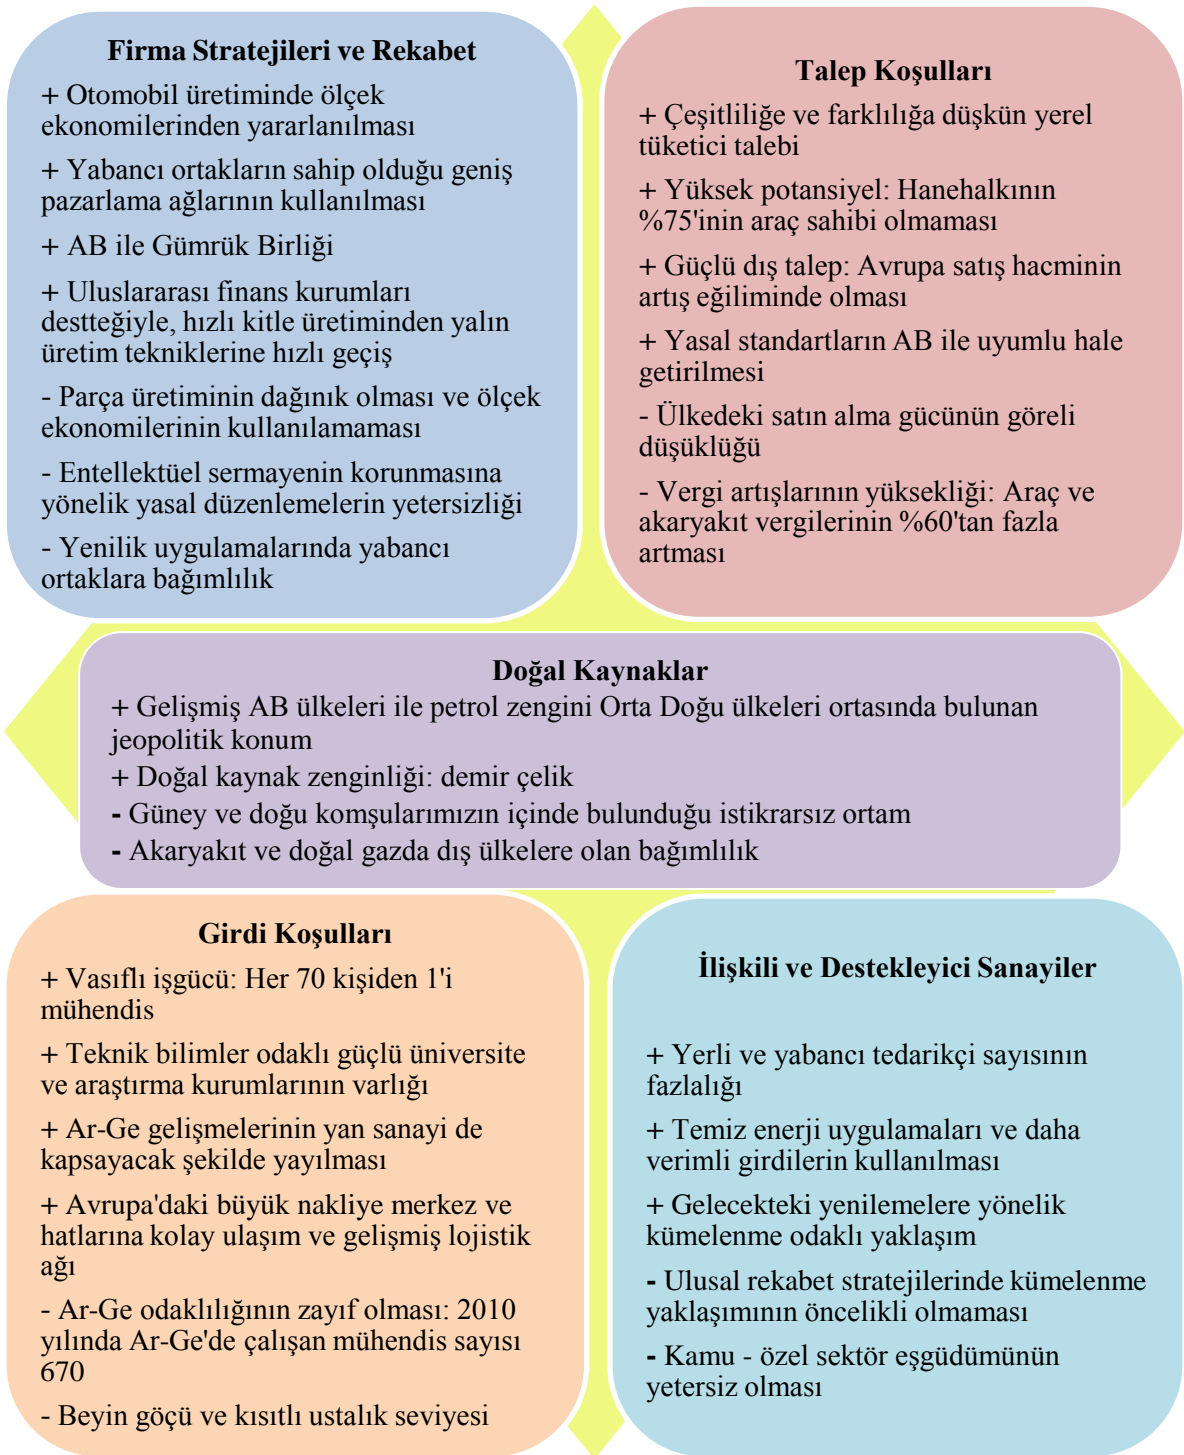 Firma Stratejileri ve Rekabet
+ Otomobil üretiminde ölçek
ekonomilerinden yararlanılması
+ Yabancı ortakların sahip olduğu geniş
pazarlama ağlarının kullanılması
+ AB ile Gümrük Birliği
+ Uluslararası finans kurumları
destteğiyle, hızlı kitle üretiminden yalın
üretim tekniklerine hızlı geçiş
- Parça üretiminin dağınık olması ve ölçek
ekonomilerinin kullanılamaması
- Entellektüel sermayenin korunmasına
yönelik yasal düzenlemelerin yetersizliği
- Yenilik uygulamalarında yabancı
ortaklara bağımlılık
Talep Koşulları
+ Çeşitliliğe ve farklılığa düşkün yerel
tüketici talebi
+ Yüksek potansiyel: Hanehalkının
%75'inin araç sahibi olmaması
+ Güçlü dış talep: Avrupa satış hacminin
artış eğiliminde olması
+ Yasal standartların AB ile uyumlu hale
getirilmesi
- Ülkedeki satın alma gücünün göreli
düşüklüğü
- Vergi artışlarının yüksekliği: Araç ve
akaryakıt vergilerinin %60'tan fazla
artması
Doğal Kaynaklar
+ Gelişmiş AB ülkeleri ile petrol zengini Orta Doğu ülkeleri ortasında bulunan
jeopolitik konum
+ Doğal kaynak zenginliği: demir çelik
- Güney ve doğu komşularımızın içinde bulunduğu istikrarsız ortam
- Akaryakıt ve doğal gazda dış ülkelere olan bağımlılık
Girdi Koşulları
+ Vasıflı işgücü: Her 70 kişiden 1'i
mühendis
+ Teknik bilimler odaklı güçlü üniversite
ve araştırma kurumlarının varlığı
+ Ar-Ge gelişmelerinin yan sanayi de
kapsayacak şekilde yayılması
+ Avrupa'daki büyük nakliye merkez ve
hatlarına kolay ulaşım ve gelişmiş lojistik
ağı
- Ar-Ge odaklılığının zayıf olması: 2010
yılında Ar-Ge'de çalışan mühendis sayısı
670
- Beyin göçü ve kısıtlı ustalık seviyesi
İlişkili ve Destekleyici Sanayiler
+ Yerli ve yabancı tedarikçi sayısının
fazlalığı
+ Temiz enerji uygulamaları ve daha
verimli girdilerin kullanılması
+ Gelecekteki yenilemelere yönelik
kümelenme odaklı yaklaşım
- Ulusal rekabet stratejilerinde kümelenme
yaklaşımının öncelikli olmaması
- Kamu - özel sektör eşgüdümünün
yetersiz olması